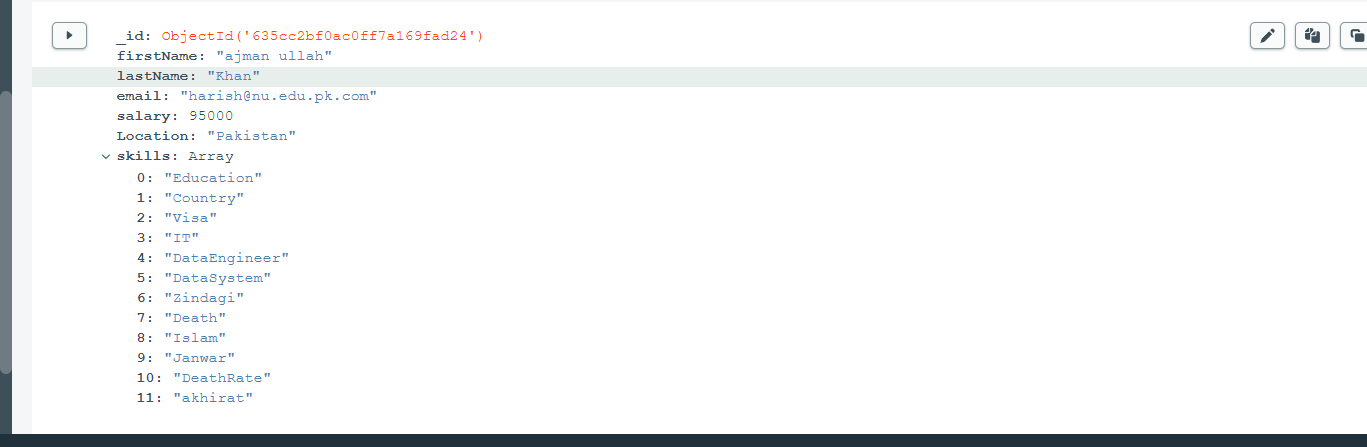 _id: ObjectId('635cc2bf0ac0ff7a169fad24')
firstName: "ajman ullah"
lastName: "Khan"
email: "harish@nu.edu.pk.com"
salary: 95000
Location: "Pakistan"
skills: Array
0: "Education"
1: "Country"
2: "Visa"
3: "IT"
4: "DataEngineer"
5: "DataSystem"
6: "Zindagi"
7: "Death"
8: "Islam"
9: "Janwar"
10: "DeathRate"
11: "akhirat"